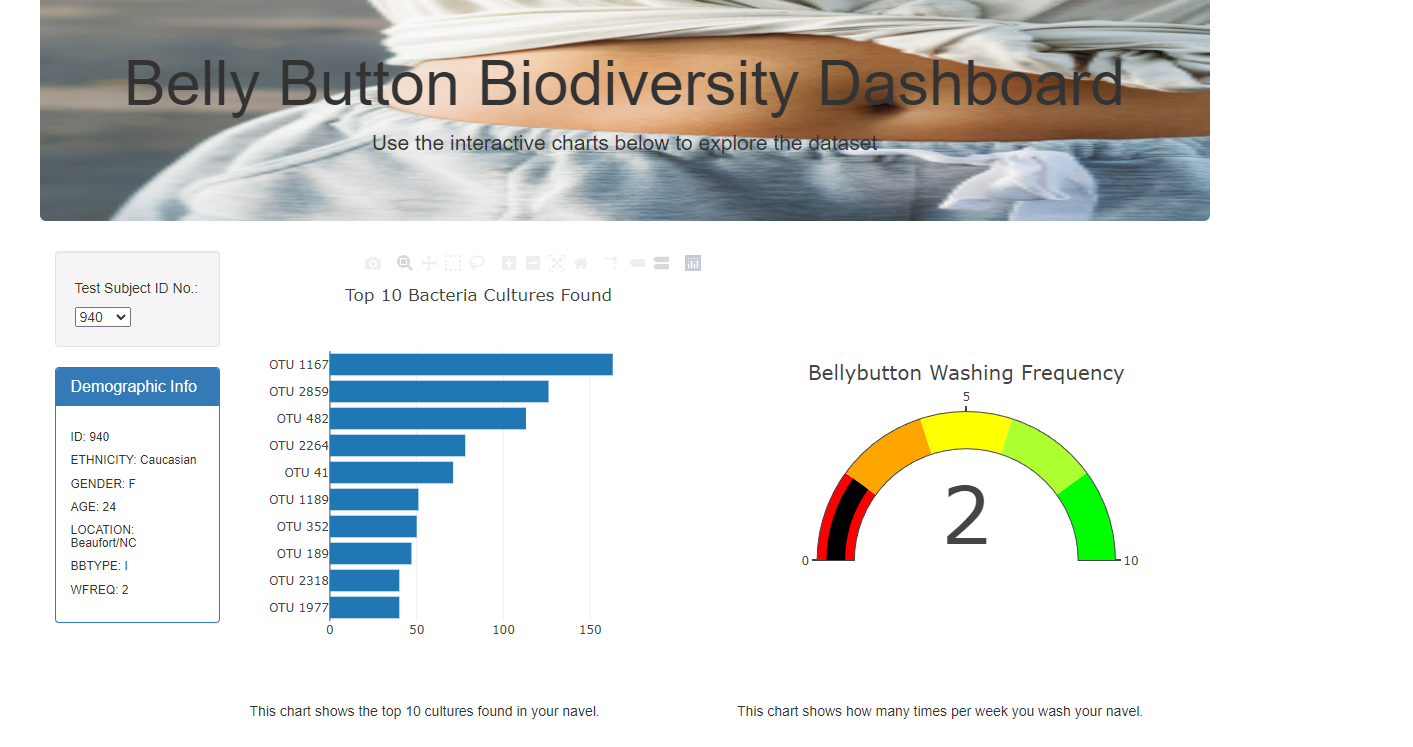 Belly Button Biodiversity Dashboard
Use the interactive charts below to explore the dataset
Test Subject ID No.:
940
Demographic Info
ID: 940
ETHNICITY: Caucasian
GENDER: F
AGE: 24
LOCATION:
Beaufort/NC
BBTYPE: I
WFREQ: 2
Top 10 Bacteria Cultures Found
OTU 1167
OTU 2859
OTU 482
OTU 2264
OTU 41
OTU 1189
OTU 352
OTU 189
OTU 2318
OTU 1977
0 50 100 150
This chart shows the top 10 cultures found in your navel.
Bellybutton Washing Frequency
5
2
0 10
This chart shows how many times per week you wash your navel.